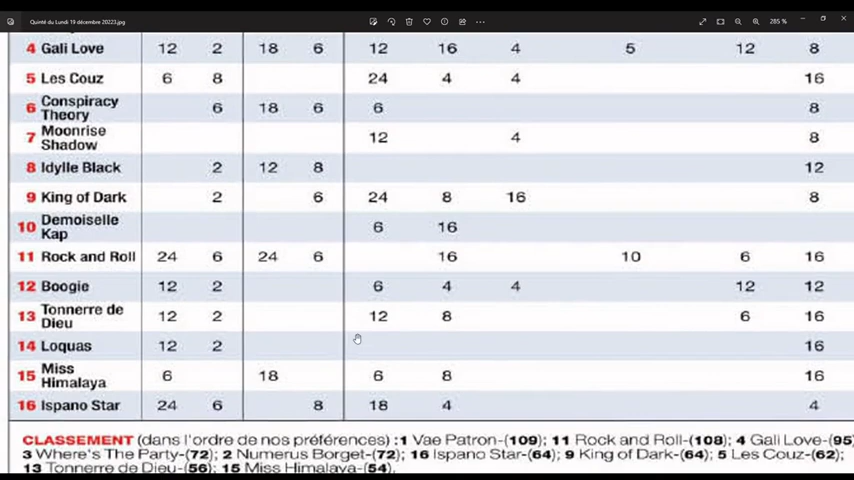 Quinté du Lundi 19 décembre 20223.jpg
285 %
4 Gali Love 12 2 18 6 12 16 4 5 12 8
5 Les Couz 6 8 24 4 4 16
6 Conspiracy Theory 6 18 6 6 8
7 Moonrise Shadow 12 4 8
8 Idylle Black 2 12 8 12
9 King of Dark 2 6 24 8 16 8
10 Demoiselle Kap 6 16
11 Rock and Roll 24 6 24 6 16 10 6 16
12 Boogie 12 2 6 4 4 12 12
13 Tonnerre de Dieu 12 2 12 8 6 16
14 Loquas 12 2 16
15 Miss Himalaya 6 18 6 8 16
16 Ispano Star 24 6 8 18 4 4
CLASSEMENT (dans l'ordre de nos préférences) :1 Vae Patron-(109); 11 Rock and Roll-(108); 4 Gali Love-(95)
3 Where's The Party-(72); 2 Numerus Borget-(72); 16 Ispano Star-(64); 9 King of Dark-(64); 5 Les Couz-(62);
13 Tonnerre de Dieu-(56); 15 Miss Himalaya-(54).